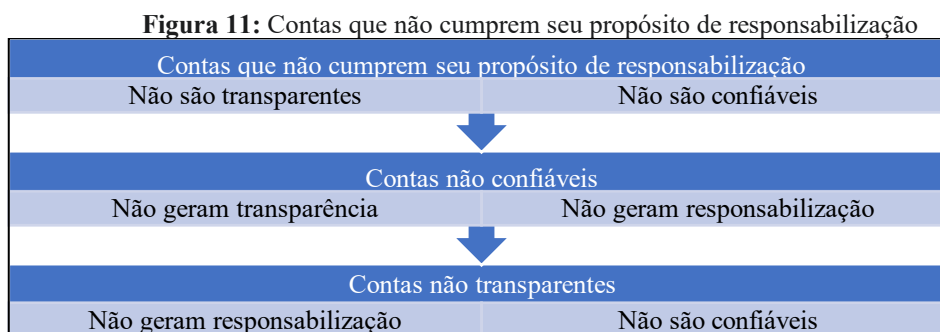 Figura 11: Contas que não cumprem seu propósito de responsabilização
Contas que não cumprem seu propósito de responsabilização
Não são transparentes Não são confiáveis
Contas não confiáveis
Não geram transparência Não geram responsabilização
Contas não transparentes
Não geram responsabilização Não são confiáveis